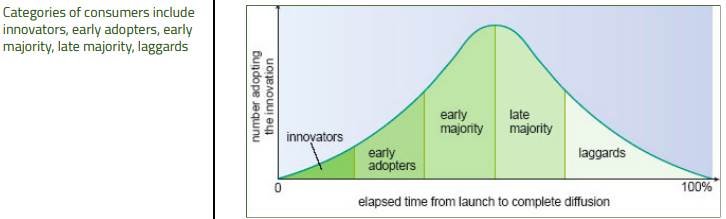 Categories of consumers include
innovators, early adopters, early
majority, late majority, laggards
number adopting
the innovation
innovators
early
adopters
early
majority
late
majority
laggards
0
100%
elapsed time from launch to complete diffusion